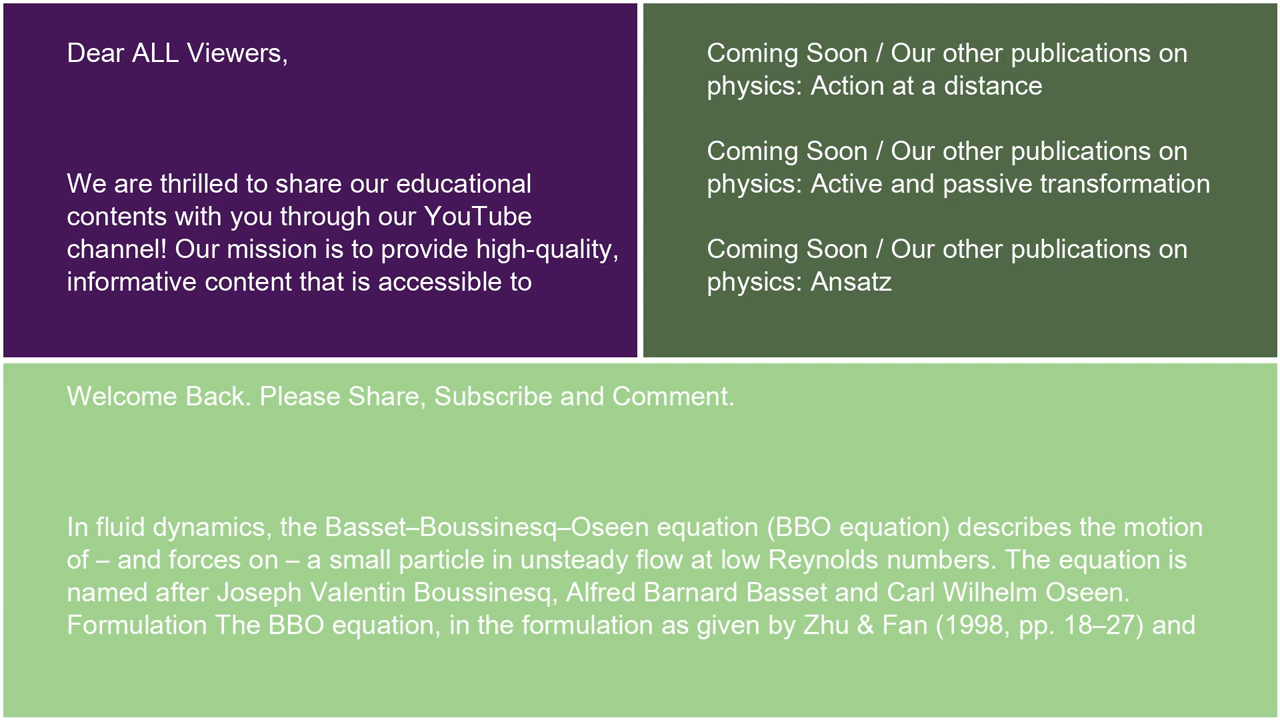 Dear ALL Viewers,
We are thrilled to share our educational
contents with you through our YouTube
channel! Our mission is to provide high-quality,
informative content that is accessible to
Coming Soon / Our other publications on
physics: Action at a distance
Coming Soon / Our other publications on
physics: Active and passive transformation
Coming Soon / Our other publications on
physics: Ansatz
Welcome Back. Please Share, Subscribe and Comment.
In fluid dynamics, the Basset–Boussinesq–Oseen equation (BBO equation) describes the motion
of – and forces on – a small particle in unsteady flow at low Reynolds numbers. The equation is
named after Joseph Valentin Boussinesq, Alfred Barnard Basset and Carl Wilhelm Oseen.
Formulation The BBO equation, in the formulation as given by Zhu & Fan (1998, pp. 18–27) and